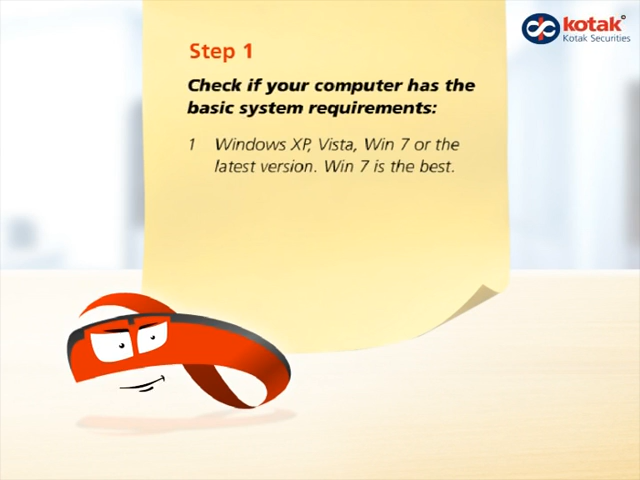 kotak
Kotak Securities
Step 1
Check if your computer has the
basic system requirements:
1 Windows XP, Vista, Win 7 or the
latest version. Win 7 is the best.